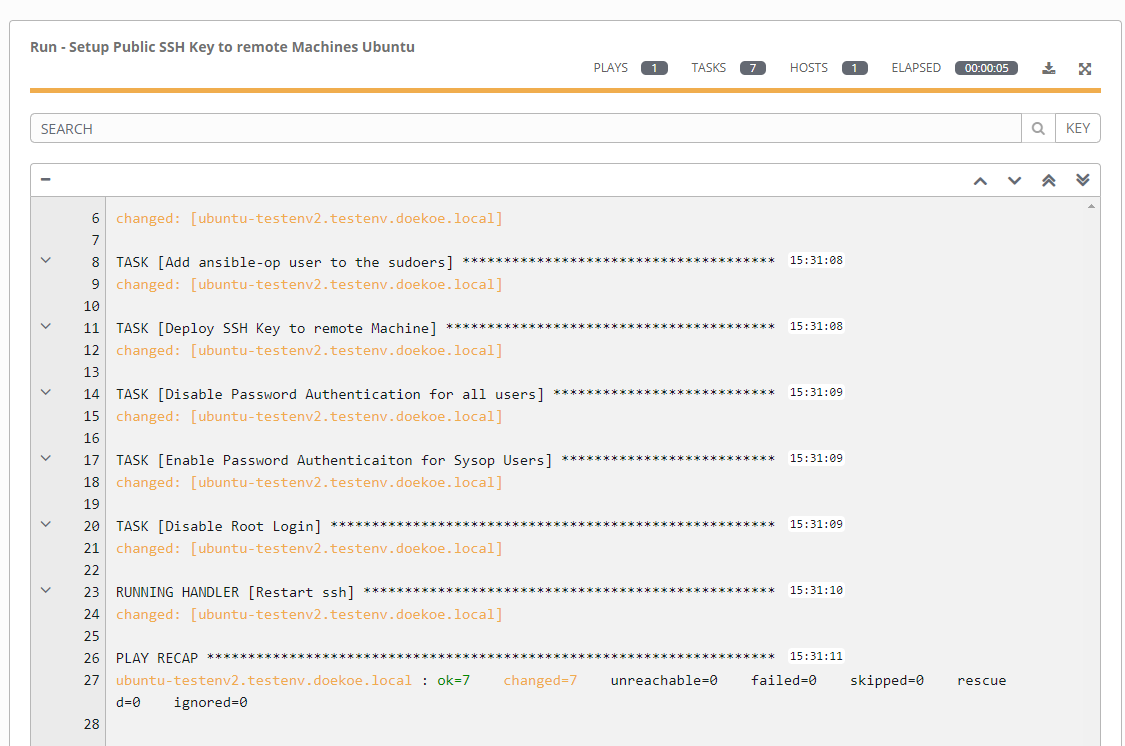 Run - Setup Public SSH Key to remote Machines Ubuntu
PLAYS 1 TASKS 7 HOSTS 1 ELAPSED 00:00:05
SEARCH KEY
6 changed: [ubuntu-testenv2.testenv.doekoe.local]
7
8 TASK [Add ansible-op user to the sudoers] ************************************** 15:31:08
9 changed: [ubuntu-testenv2.testenv.doekoe.local]
10
11 TASK [Deploy SSH Key to remote Machine] **************************************** 15:31:08
12 changed: [ubuntu-testenv2.testenv.doekoe.local]
13
14 TASK [Disable Password Authentication for all users] *************************** 15:31:09
15 changed: [ubuntu-testenv2.testenv.doekoe.local]
16
17 TASK [Enable Password Authenticaiton for Sysop Users] ************************** 15:31:09
18 changed: [ubuntu-testenv2.testenv.doekoe.local]
19
20 TASK [Disable Root Login] ****************************************************** 15:31:09
21 changed: [ubuntu-testenv2.testenv.doekoe.local]
22
23 RUNNING HANDLER [Restart ssh] ************************************************** 15:31:10
24 changed: [ubuntu-testenv2.testenv.doekoe.local]
25
26 PLAY RECAP ********************************************************************* 15:31:11
27 ubuntu-testenv2.testenv.doekoe.local : ok=7 changed=7 unreachable=0 failed=0 skipped=0 rescue
d=0 ignored=0
28